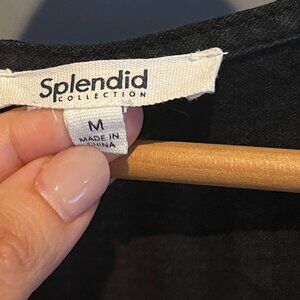 Splendid
COLLECTION
M
MADE IN
CHINA